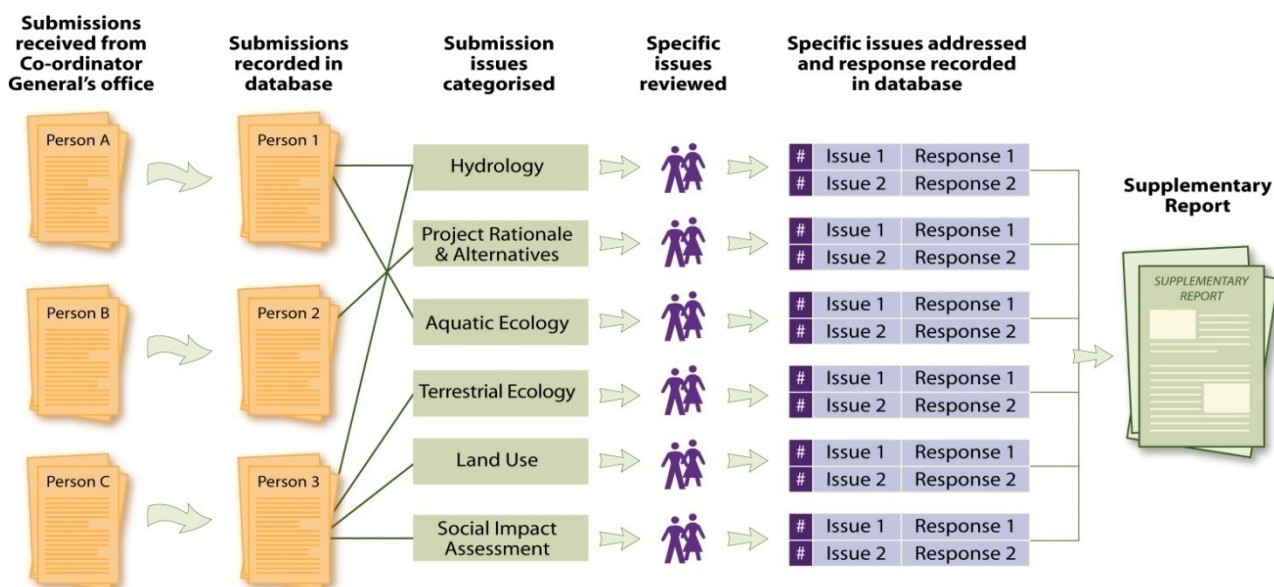 Submissions
received from
Co-ordinator
General's office
Submissions
recorded in
database
Submission
issues
categorised
Specific
issues
reviewed
Specific issues addressed
and response recorded
in database
Person A
Person 1
Hydrology
# Issue 1 Response 1
# Issue 2 Response 2
Project Rationale
& Alternatives
# Issue 1 Response 1
# Issue 2 Response 2
Person B
Person 2
Aquatic Ecology
# Issue 1 Response 1
# Issue 2 Response 2
Terrestrial Ecology
# Issue 1 Response 1
# Issue 2 Response 2
Person C
Person 3
Land Use
# Issue 1 Response 1
# Issue 2 Response 2
Social Impact
Assessment
# Issue 1 Response 1
# Issue 2 Response 2
Supplementary
Report
SUPPLEMENTARY
REPORT